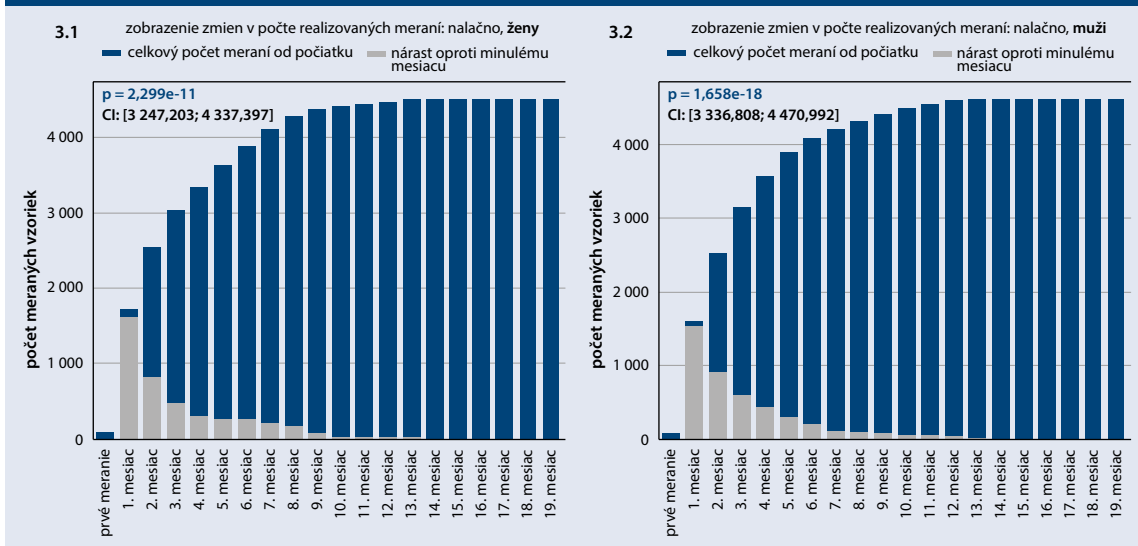 3.1 zobrazenie zmien v počte realizovaných meraní: nalačno, ženy
celkový počet meraní od počiatku
nárast oproti minulému
mesiacu
p = 2,299e-11
CI: [3 247,203; 4 337,397]
počet meraných vzoriek
4 000
3 000
2 000
1 000
0
prvé meranie
1. mesiac
2. mesiac
3. mesiac
4. mesiac
5. mesiac
6. mesiac
7. mesiac
8. mesiac
9. mesiac
10. mesiac
11. mesiac
12. mesiac
13. mesiac
14. mesiac
15. mesiac
16. mesiac
17. mesiac
18. mesiac
19. mesiac
3.2 zobrazenie zmien v počte realizovaných meraní: nalačno, muži
celkový počet meraní od počiatku
nárast oproti minulému
mesiacu
p = 1,658e-18
CI: [3 336,808; 4 470,992]
počet meraných vzoriek
4 000
3 000
2 000
1 000
0
prvé meranie
1. mesiac
2. mesiac
3. mesiac
4. mesiac
5. mesiac
6. mesiac
7. mesiac
8. mesiac
9. mesiac
10. mesiac
11. mesiac
12. mesiac
13. mesiac
14. mesiac
15. mesiac
16. mesiac
17. mesiac
18. mesiac
19. mesiac